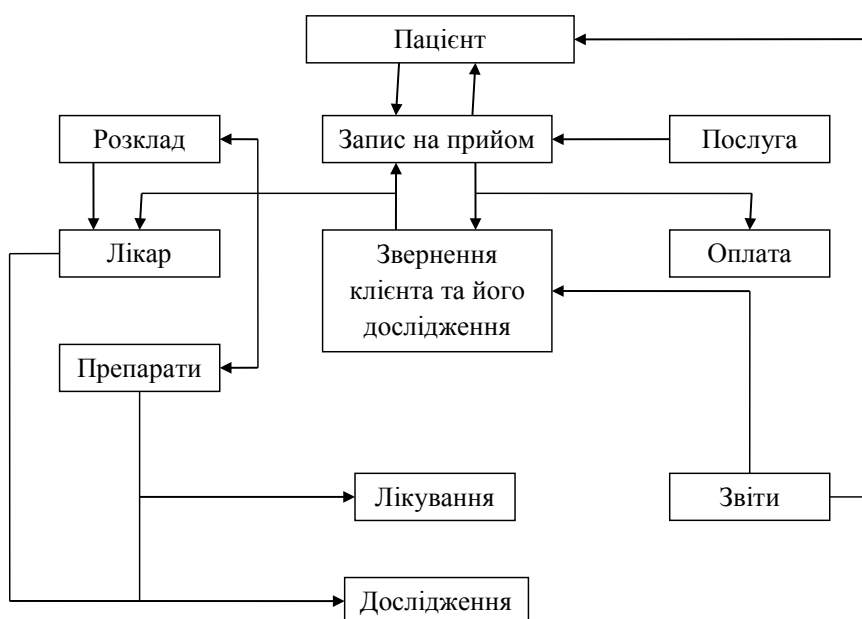 Пацієнт
Розклад
Запис на прийом
Послуга
Лікар
Звернення
клієнта та його
дослідження
Оплата
Препарати
Лікування
Звіти
Дослідження